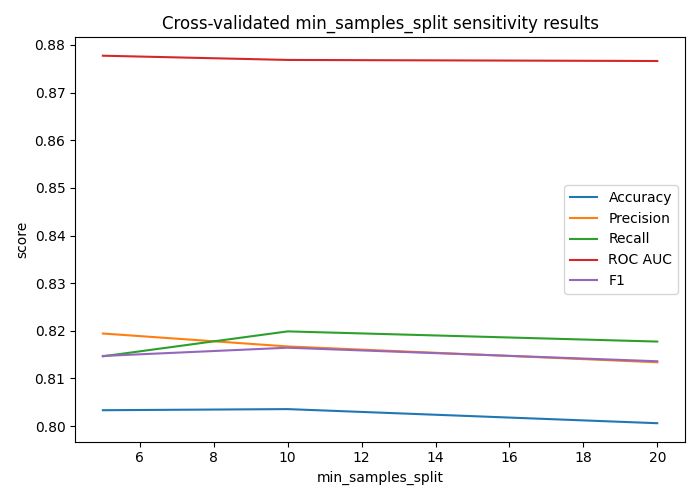 Cross-validated min_samples_split sensitivity results
0.88
0.87
0.86
0.85
0.84
0.83
0.82
0.81
0.80
score
Accuracy
Precision
Recall
ROC AUC
F1
6 8 10 12 14 16 18 20
min_samples_split